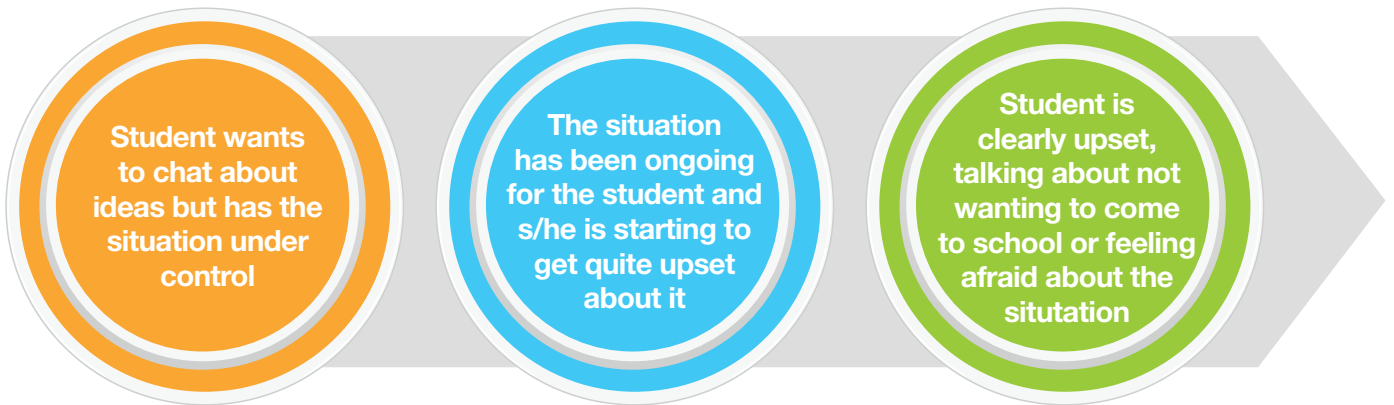 Student wants
to chat about
ideas but has the
situation under
control
The situation
has been ongoing
for the student and
s/he is starting to
get quite upset
about it
Student is
clearly upset,
talking about not
wanting to come
to school or feeling
afraid about the
situtation